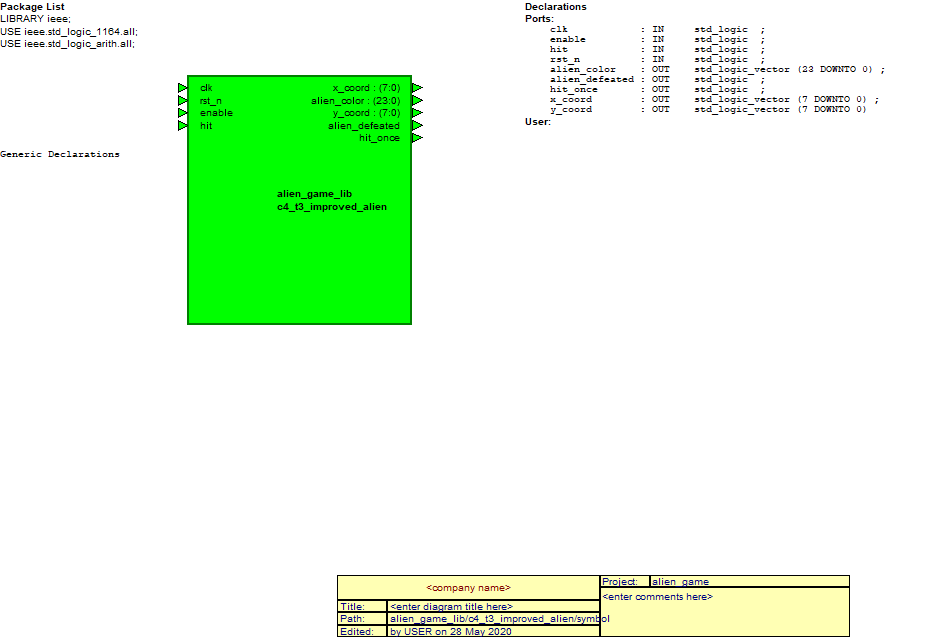 Package List
LIBRARY ieee;
USE ieee.std_logic_1164.all;
USE ieee.std_logic_arith.all;
Declarations
Ports:
clk : IN std_logic ;
enable : IN std_logic ;
hit : IN std_logic ;
rst_n : IN std_logic ;
alien_color : OUT std_logic_vector (23 DOWNTO 0) ;
alien_defeated : OUT std_logic ;
hit_once : OUT std_logic ;
x_coord : OUT std_logic_vector (7 DOWNTO 0) ;
y_coord : OUT std_logic_vector (7 DOWNTO 0)
User:
clk x_coord : (7:0)
rst_n alien_color : (23:0)
enable y_coord : (7:0)
hit alien_defeated
hit_once
Generic Declarations
alien_game_lib
c4_t3_improved_alien
<company name>
Project: alien_game
<enter comments here>
Title: <enter diagram title here>
Path: alien_game_lib/c4_t3_improved_alien/symbol
Edited: by USER on 28 May 2020